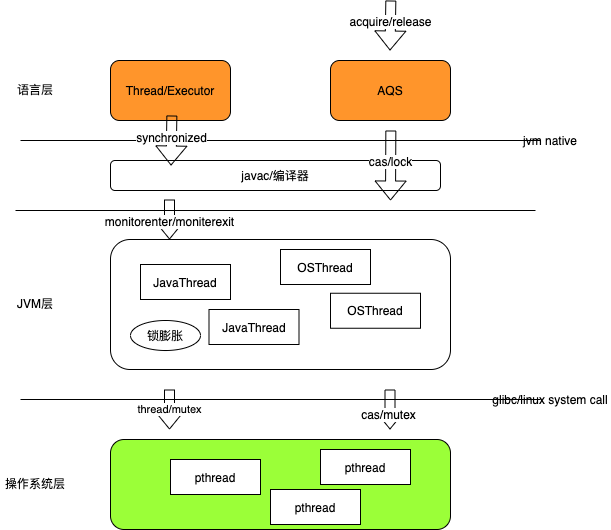 acquire/release
语言层
Thread/Executor
AQS
synchronized
jvm native
cas/lock
javac/编译器
monitorenter/moniterexit
OSThread
JavaThread
JVM层
OSThread
JavaThread
锁膨胀
glibc/linux system call
thread/mutex
cas/mutex
pthread
pthread
操作系统层
pthread